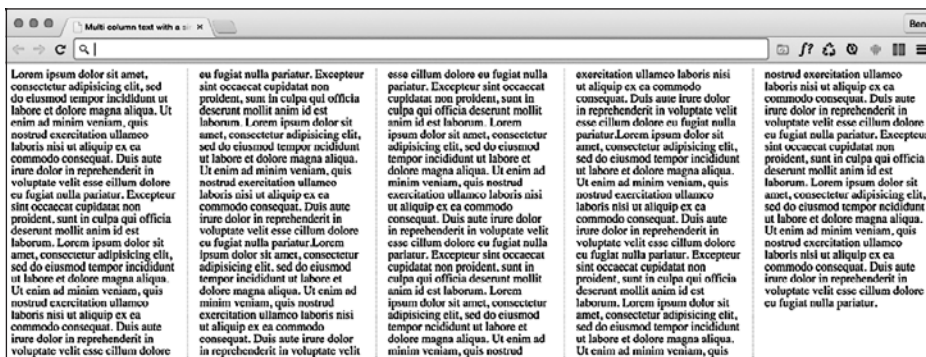 Multi column text with a si
Ben
Lorem ipsum dolor sit amet,
consectetur adipisicing elit, sed
do eiusmod tempor incididunt ut
labore et dolore magna aliqua. Ut
enim ad minim veniam, quis
nostrud exercitation ullamco
laboris nisi ut aliquip ex ea
commodo consequat. Duis aute
irure dolor in reprehenderit in
voluptate velit esse cillum dolore
eu fugiat nulla pariatur. Excepteur
sint occaecat cupidatat non
proident, sunt in culpa qui officia
deserunt mollit anim id est
laborum. Lorem ipsum dolor sit
amet, consectetur adipisicing elit,
sed do eiusmod tempor incididunt
ut labore et dolore magna aliqua.
Ut enim ad minim veniam, quis
nostrud exercitation ullamco
laboris nisi ut aliquip ex ea
commodo consequat. Duis aute
irure dolor in reprehenderit in
voluptate velit esse cillum dolore
eu fugiat nulla pariatur. Excepteur
sint occaecat cupidatat non
proident, sunt in culpa qui officia
deserunt mollit anim id est
laborum. Lorem ipsum dolor sit
amet, consectetur adipisicing elit,
sed do eiusmod tempor incididunt
ut labore et dolore magna aliqua.
Ut enim ad minim veniam, quis
nostrud exercitation ullamco
laboris nisi ut aliquip ex ea
commodo consequat. Duis aute
irure dolor in reprehenderit in
voluptate velit esse cillum dolore
eu fugiat nulla pariatur.Lorem
ipsum dolor sit amet, consectetur
adipisicing elit, sed do eiusmod
tempor incididunt ut labore et
dolore magna aliqua. Ut enim ad
minim veniam, quis nostrud
exercitation ullamco laboris nisi
ut aliquip ex ea commodo
consequat. Duis aute irure dolor
in reprehenderit in voluptate velit
esse cillum dolore eu fugiat nulla
pariatur. Excepteur sint occaecat
cupidatat non proident, sunt in
culpa qui officia deserunt mollit
anim id est laborum. Lorem
ipsum dolor sit amet, consectetur
adipisicing elit, sed do eiusmod
tempor incididunt ut labore et
dolore magna aliqua. Ut enim ad
minim veniam, quis nostrud
exercitation ullamco laboris nisi
ut aliquip ex ea commodo
consequat. Duis aute irure dolor
in reprehenderit in voluptate velit
esse cillum dolore eu fugiat nulla
pariatur. Excepteur sint occaecat
cupidatat non proident, sunt in
culpa qui officia deserunt mollit
anim id est laborum. Lorem
ipsum dolor sit amet, consectetur
adipisicing elit, sed do eiusmod
tempor incididunt ut labore et
dolore magna aliqua. Ut enim ad
minim veniam, quis nostrud
exercitation ullamco laboris nisi
ut aliquip ex ea commodo
consequat. Duis aute irure dolor
in reprehenderit in voluptate velit
esse cillum dolore eu fugiat nulla
pariatur.Lorem ipsum dolor sit
amet, consectetur adipisicing elit,
sed do eiusmod tempor incididunt
ut labore et dolore magna aliqua.
Ut enim ad minim veniam, quis
nostrud exercitation ullamco
laboris nisi ut aliquip ex ea
commodo consequat. Duis aute
irure dolor in reprehenderit in
voluptate velit esse cillum dolore
eu fugiat nulla pariatur. Excepteur
sint occaecat cupidatat non
proident, sunt in culpa qui officia
deserunt mollit anim id est
laborum. Lorem ipsum dolor sit
amet, consectetur adipisicing elit,
sed do eiusmod tempor incididunt
ut labore et dolore magna aliqua.
Ut enim ad minim veniam, quis
nostrud exercitation ullamco
laboris nisi ut aliquip ex ea
commodo consequat. Duis aute
irure dolor in reprehenderit in
voluptate velit esse cillum dolore
eu fugiat nulla pariatur. Excepteur
sint occaecat cupidatat non
proident, sunt in culpa qui officia
deserunt mollit anim id est
laborum. Lorem ipsum dolor sit
amet, consectetur adipisicing elit,
sed do eiusmod tempor incididunt
ut labore et dolore magna aliqua.
Ut enim ad minim veniam, quis
nostrud exercitation ullamco
laboris nisi ut aliquip ex ea
commodo consequat. Duis aute
irure dolor in reprehenderit in
voluptate velit esse cillum dolore
eu fugiat nulla pariatur.